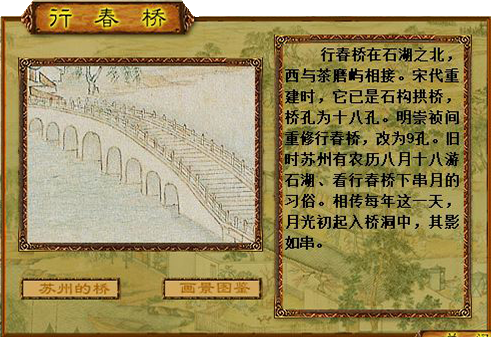 行春桥
行春桥在石湖之北，
西与茶磨屿相接。宋代重
建时，它已是石构拱桥，
桥孔为十八孔。明崇祯间
重修行春桥，改为9孔。旧
时苏州有农历八月十八游
石湖、看行春桥下串月的
习俗。相传每年这一天，
月光初起入桥洞中，其影
如串。
苏州的桥
画景图鉴